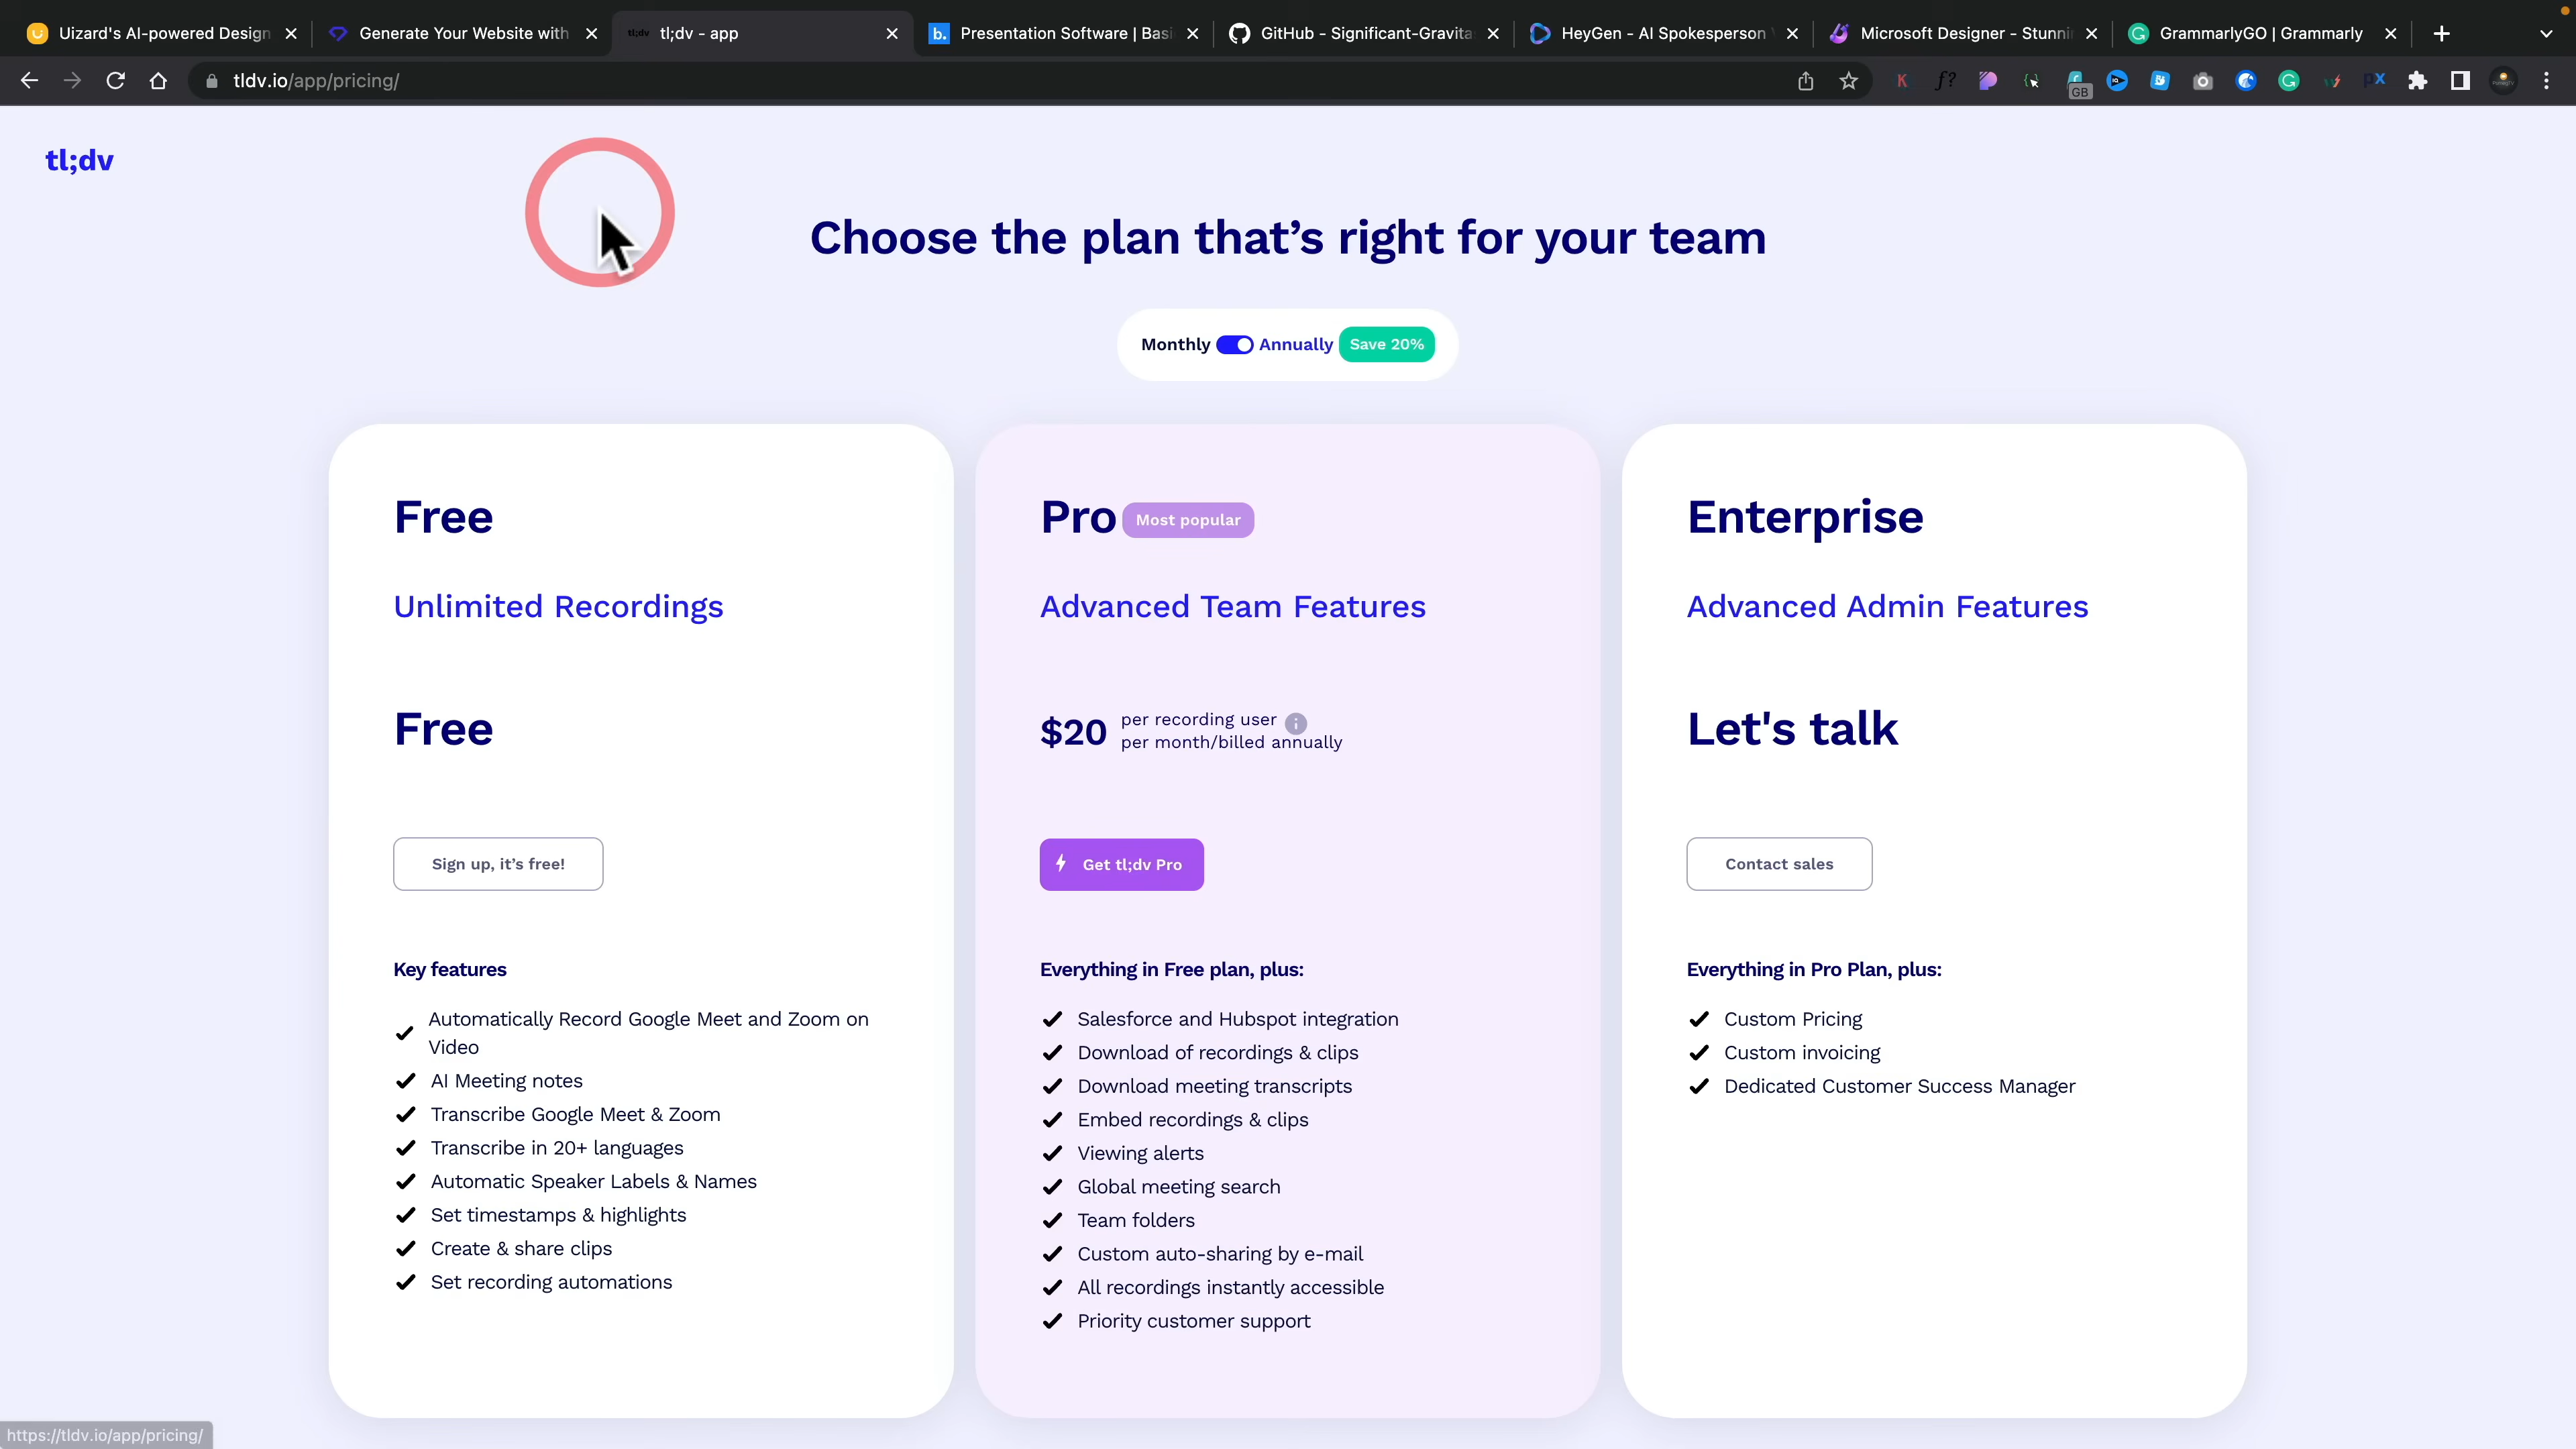 Uizard's AI-powered Design
Generate Your Website with
tl;dv tl;dv - app
b. Presentation Software | Basi
GitHub - Significant-Gravita
HeyGen - AI Spokesperson V
Microsoft Designer - Stunni
GrammarlyGO | Grammarly
tldv.io/app/pricing/
GB
tl;dv
Choose the plan that’s right for your team
Monthly Annually Save 20%
Free
Unlimited Recordings
Free
Sign up, it’s free!
Key features
Automatically Record Google Meet and Zoom on
Video
AI Meeting notes
Transcribe Google Meet & Zoom
Transcribe in 20+ languages
Automatic Speaker Labels & Names
Set timestamps & highlights
Create & share clips
Set recording automations
Pro Most popular
Advanced Team Features
$20 per recording user
per month/billed annually
Get tl;dv Pro
Everything in Free plan, plus:
Salesforce and Hubspot integration
Download of recordings & clips
Download meeting transcripts
Embed recordings & clips
Viewing alerts
Global meeting search
Team folders
Custom auto-sharing by e-mail
All recordings instantly accessible
Priority customer support
Enterprise
Advanced Admin Features
Let's talk
Contact sales
Everything in Pro Plan, plus:
Custom Pricing
Custom invoicing
Dedicated Customer Success Manager
https://tldv.io/app/pricing/